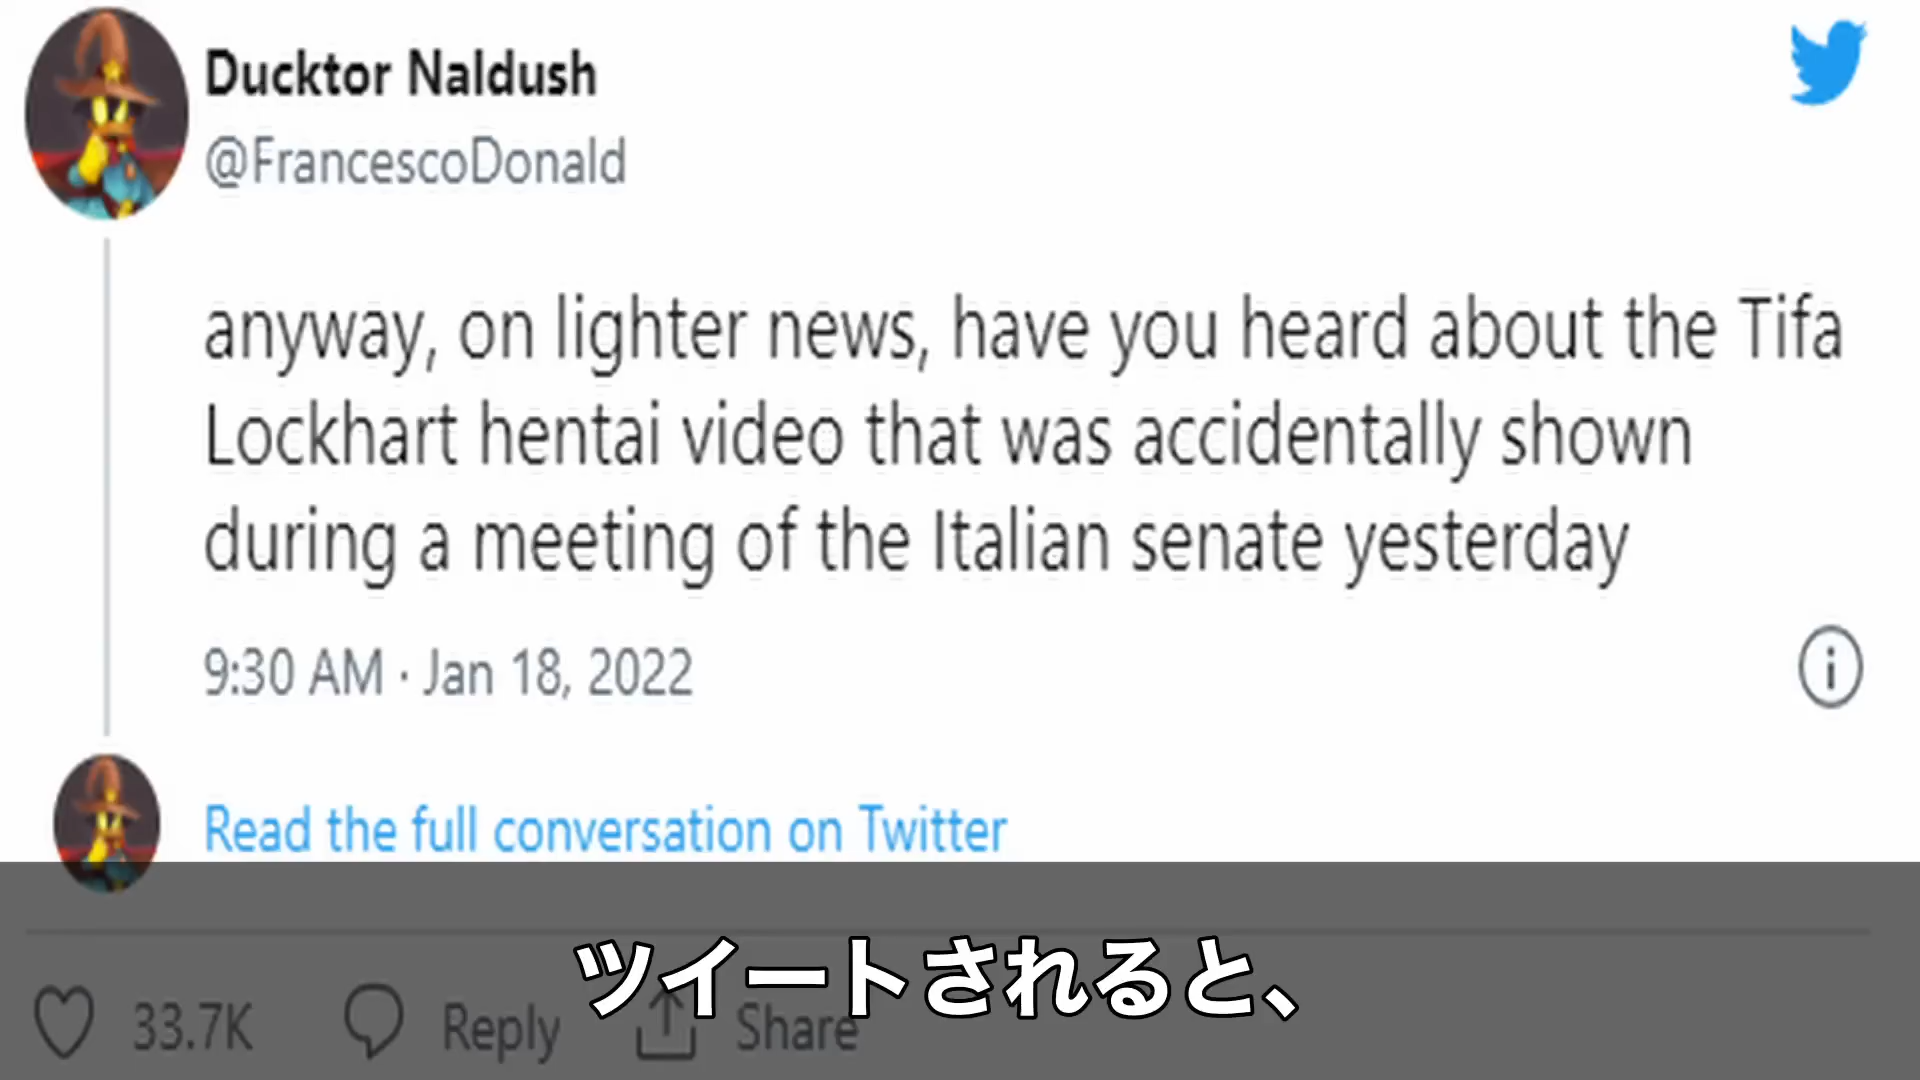 Ducktor Naldush
@FrancescoDonald
anyway, on lighter news, have you heard about the Tifa
Lockhart hentai video that was accidentally shown
during a meeting of the Italian senate yesterday
9:30 AM · Jan 18, 2022
Read the full conversation on Twitter
ツイートされると、
33.7K Reply Share